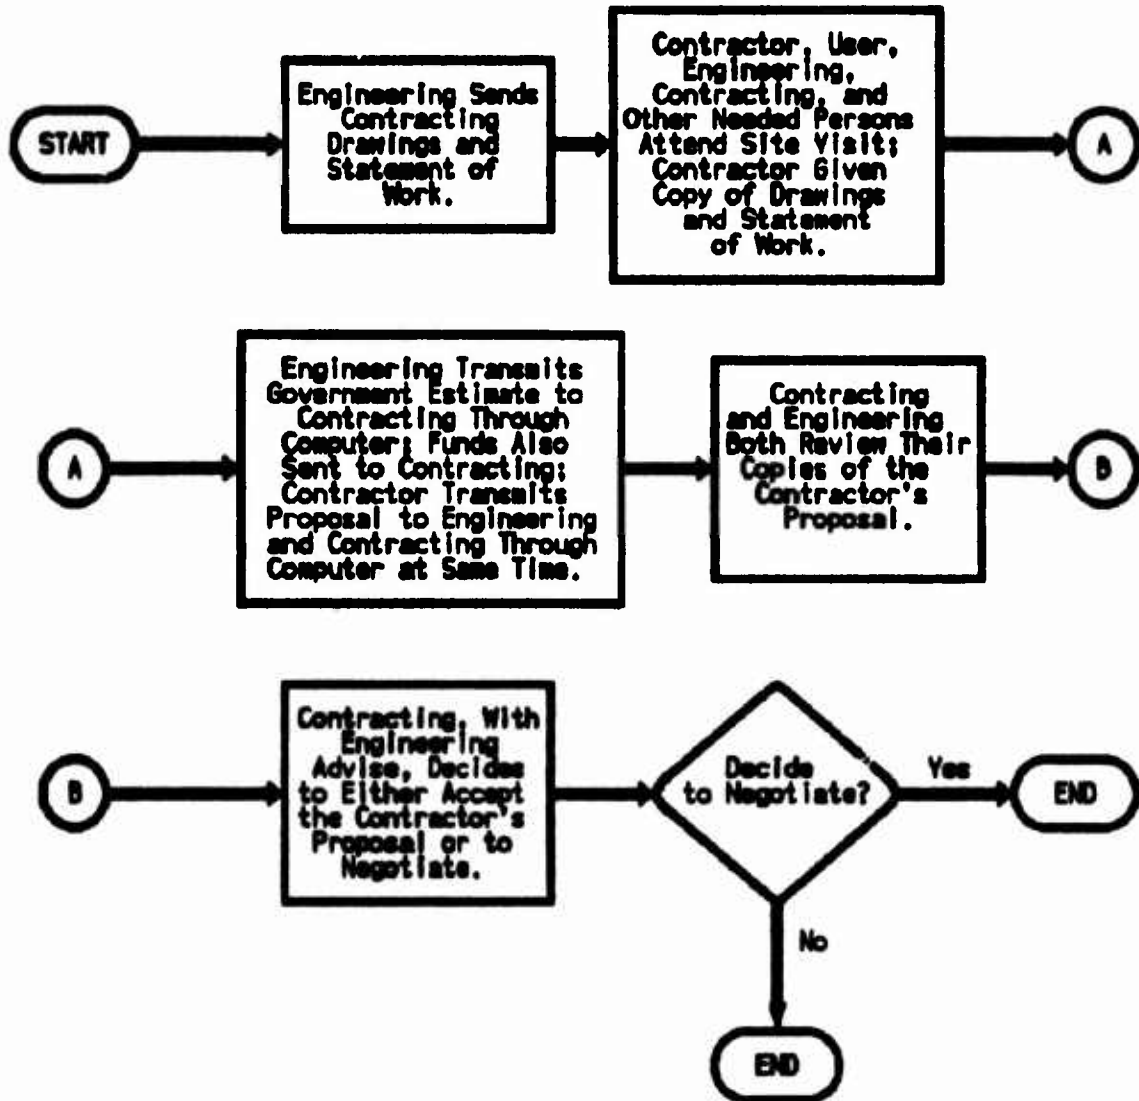 START
Engineering Sends
Contracting
Drawings and
Statement of
Work.
Contractor, User,
Engineering,
Contracting, and
Other Needed Persons
Attend Site Visit;
Contractor Given
Copy of Drawings
and Statement
of Work.
A
A
Engineering Transmits
Government Estimate to
Contracting Through
Computer; Funds Also
Sent to Contracting;
Contractor Transmits
Proposal to Engineering
and Contracting Through
Computer at Same Time.
Contracting
and Engineering
Both Review Their
Copies of the
Contractor's
Proposal.
B
B
Contracting, With
Engineering
Advise, Decides
to Either Accept
the Contractor's
Proposal or to
Negotiate.
Decide
to Negotiate?
Yes
END
No
END